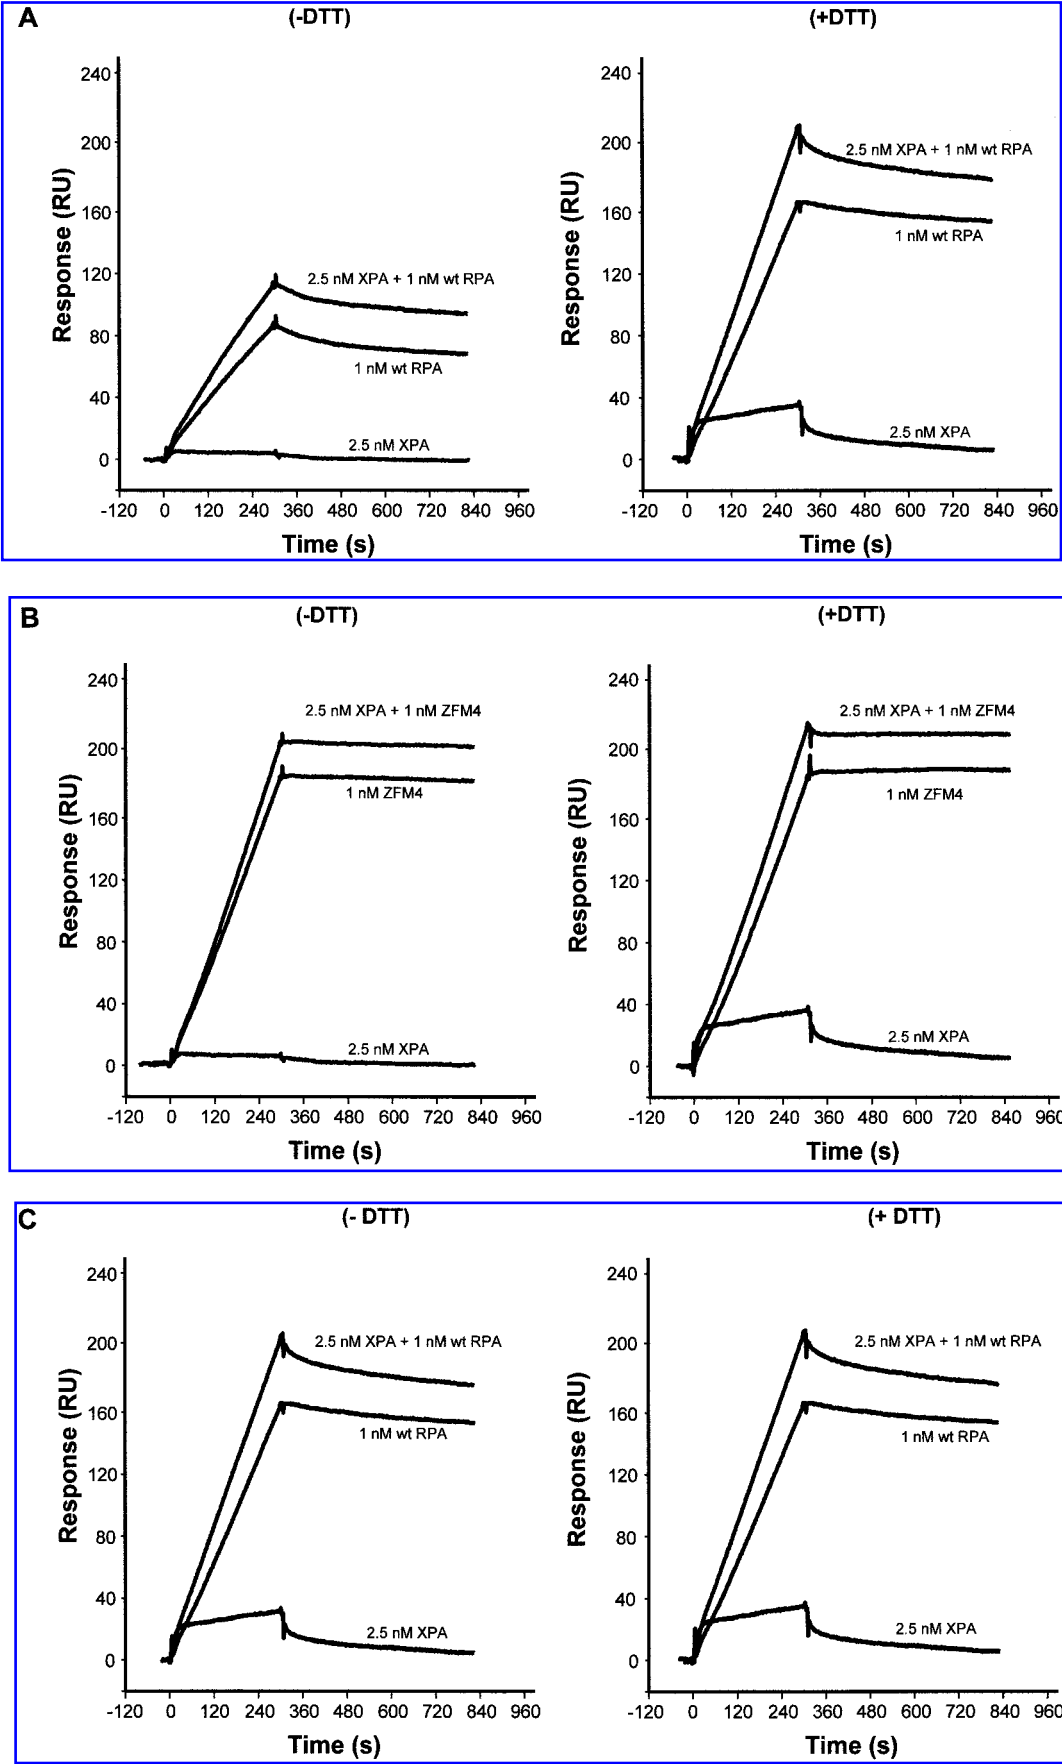 A
(-DTT)
(+DTT)
240
200
160
120
80
40
0
Response (RU)
2.5 nM XPA + 1 nM wt RPA
1 nM wt RPA
2.5 nM XPA
-120 0 120 240 360 480 600 720 840 960
Time (s)
240
200
160
120
80
40
0
Response (RU)
2.5 nM XPA + 1 nM wt RPA
1 nM wt RPA
2.5 nM XPA
-120 0 120 240 360 480 600 720 840 960
Time (s)
B
(-DTT)
(+DTT)
240
200
160
120
80
40
0
Response (RU)
2.5 nM XPA + 1 nM ZFM4
1 nM ZFM4
2.5 nM XPA
-120 0 120 240 360 480 600 720 840 960
Time (s)
240
200
160
120
80
40
0
Response (RU)
2.5 nM XPA + 1 nM ZFM4
1 nM ZFM4
2.5 nM XPA
-120 0 120 240 360 480 600 720 840 960
Time (s)
C
(- DTT)
(+ DTT)
240
200
160
120
80
40
0
Response (RU)
2.5 nM XPA + 1 nM wt RPA
1 nM wt RPA
2.5 nM XPA
-120 0 120 240 360 480 600 720 840 960
Time (s)
240
200
160
120
80
40
0
Response (RU)
2.5 nM XPA + 1 nM wt RPA
1 nM wt RPA
2.5 nM XPA
-120 0 120 240 360 480 600 720 840 960
Time (s)